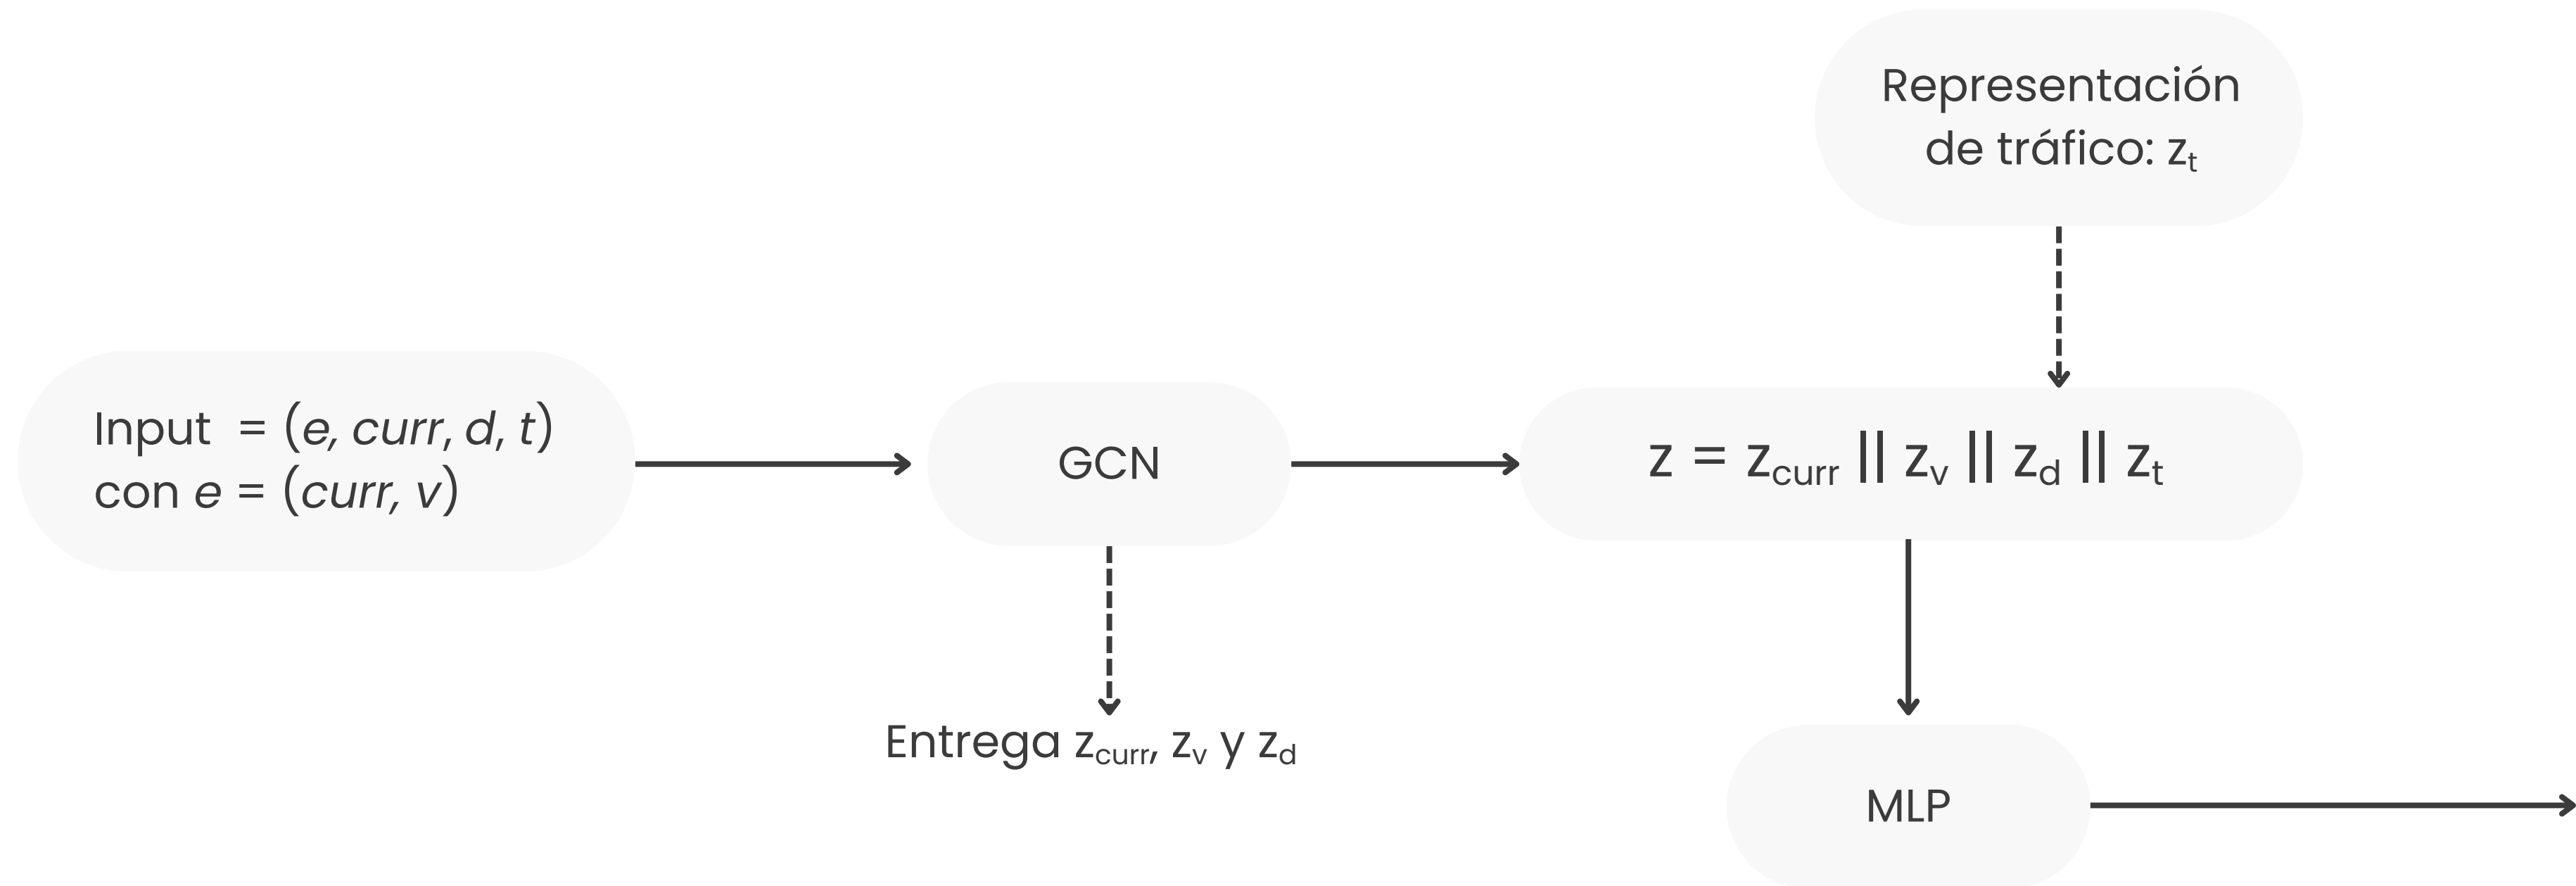 Representación
de tráfico: zt
Input = (e, curr, d, t)
con e = (curr, v)
GCN
z = zcurr || zv || zd || zt
Entrega zcurr, zv y zd
MLP